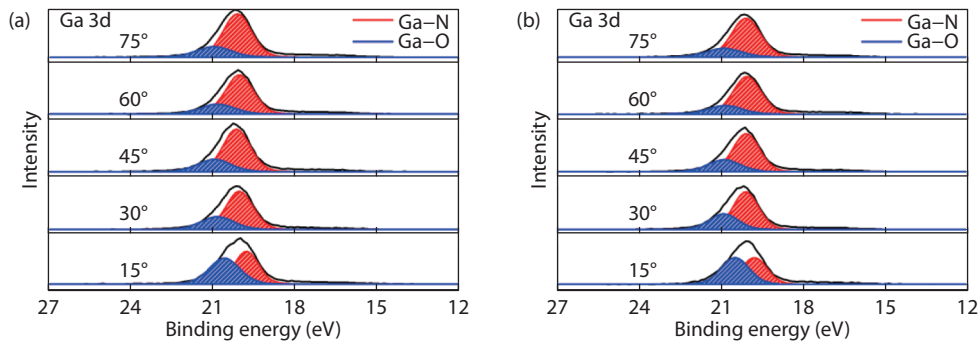 (a)
Ga 3d
Ga−N
Ga−O
75°
60°
45°
30°
15°
Intensity
27 24 21 18 15 12
Binding energy (eV)
(b)
Ga 3d
Ga−N
Ga−O
75°
60°
45°
30°
15°
Intensity
27 24 21 18 15 12
Binding energy (eV)